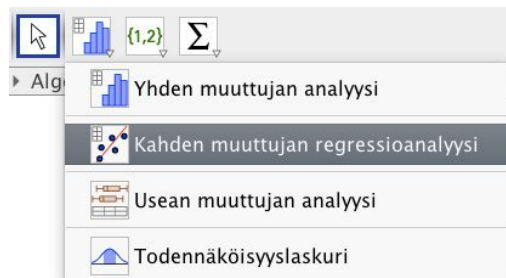 {1,2} Σ
Alg
Yhden muuttujan analyysi
Kahden muuttujan regressioanalyysi
Usean muuttujan analyysi
Todennäköisyyslaskuri